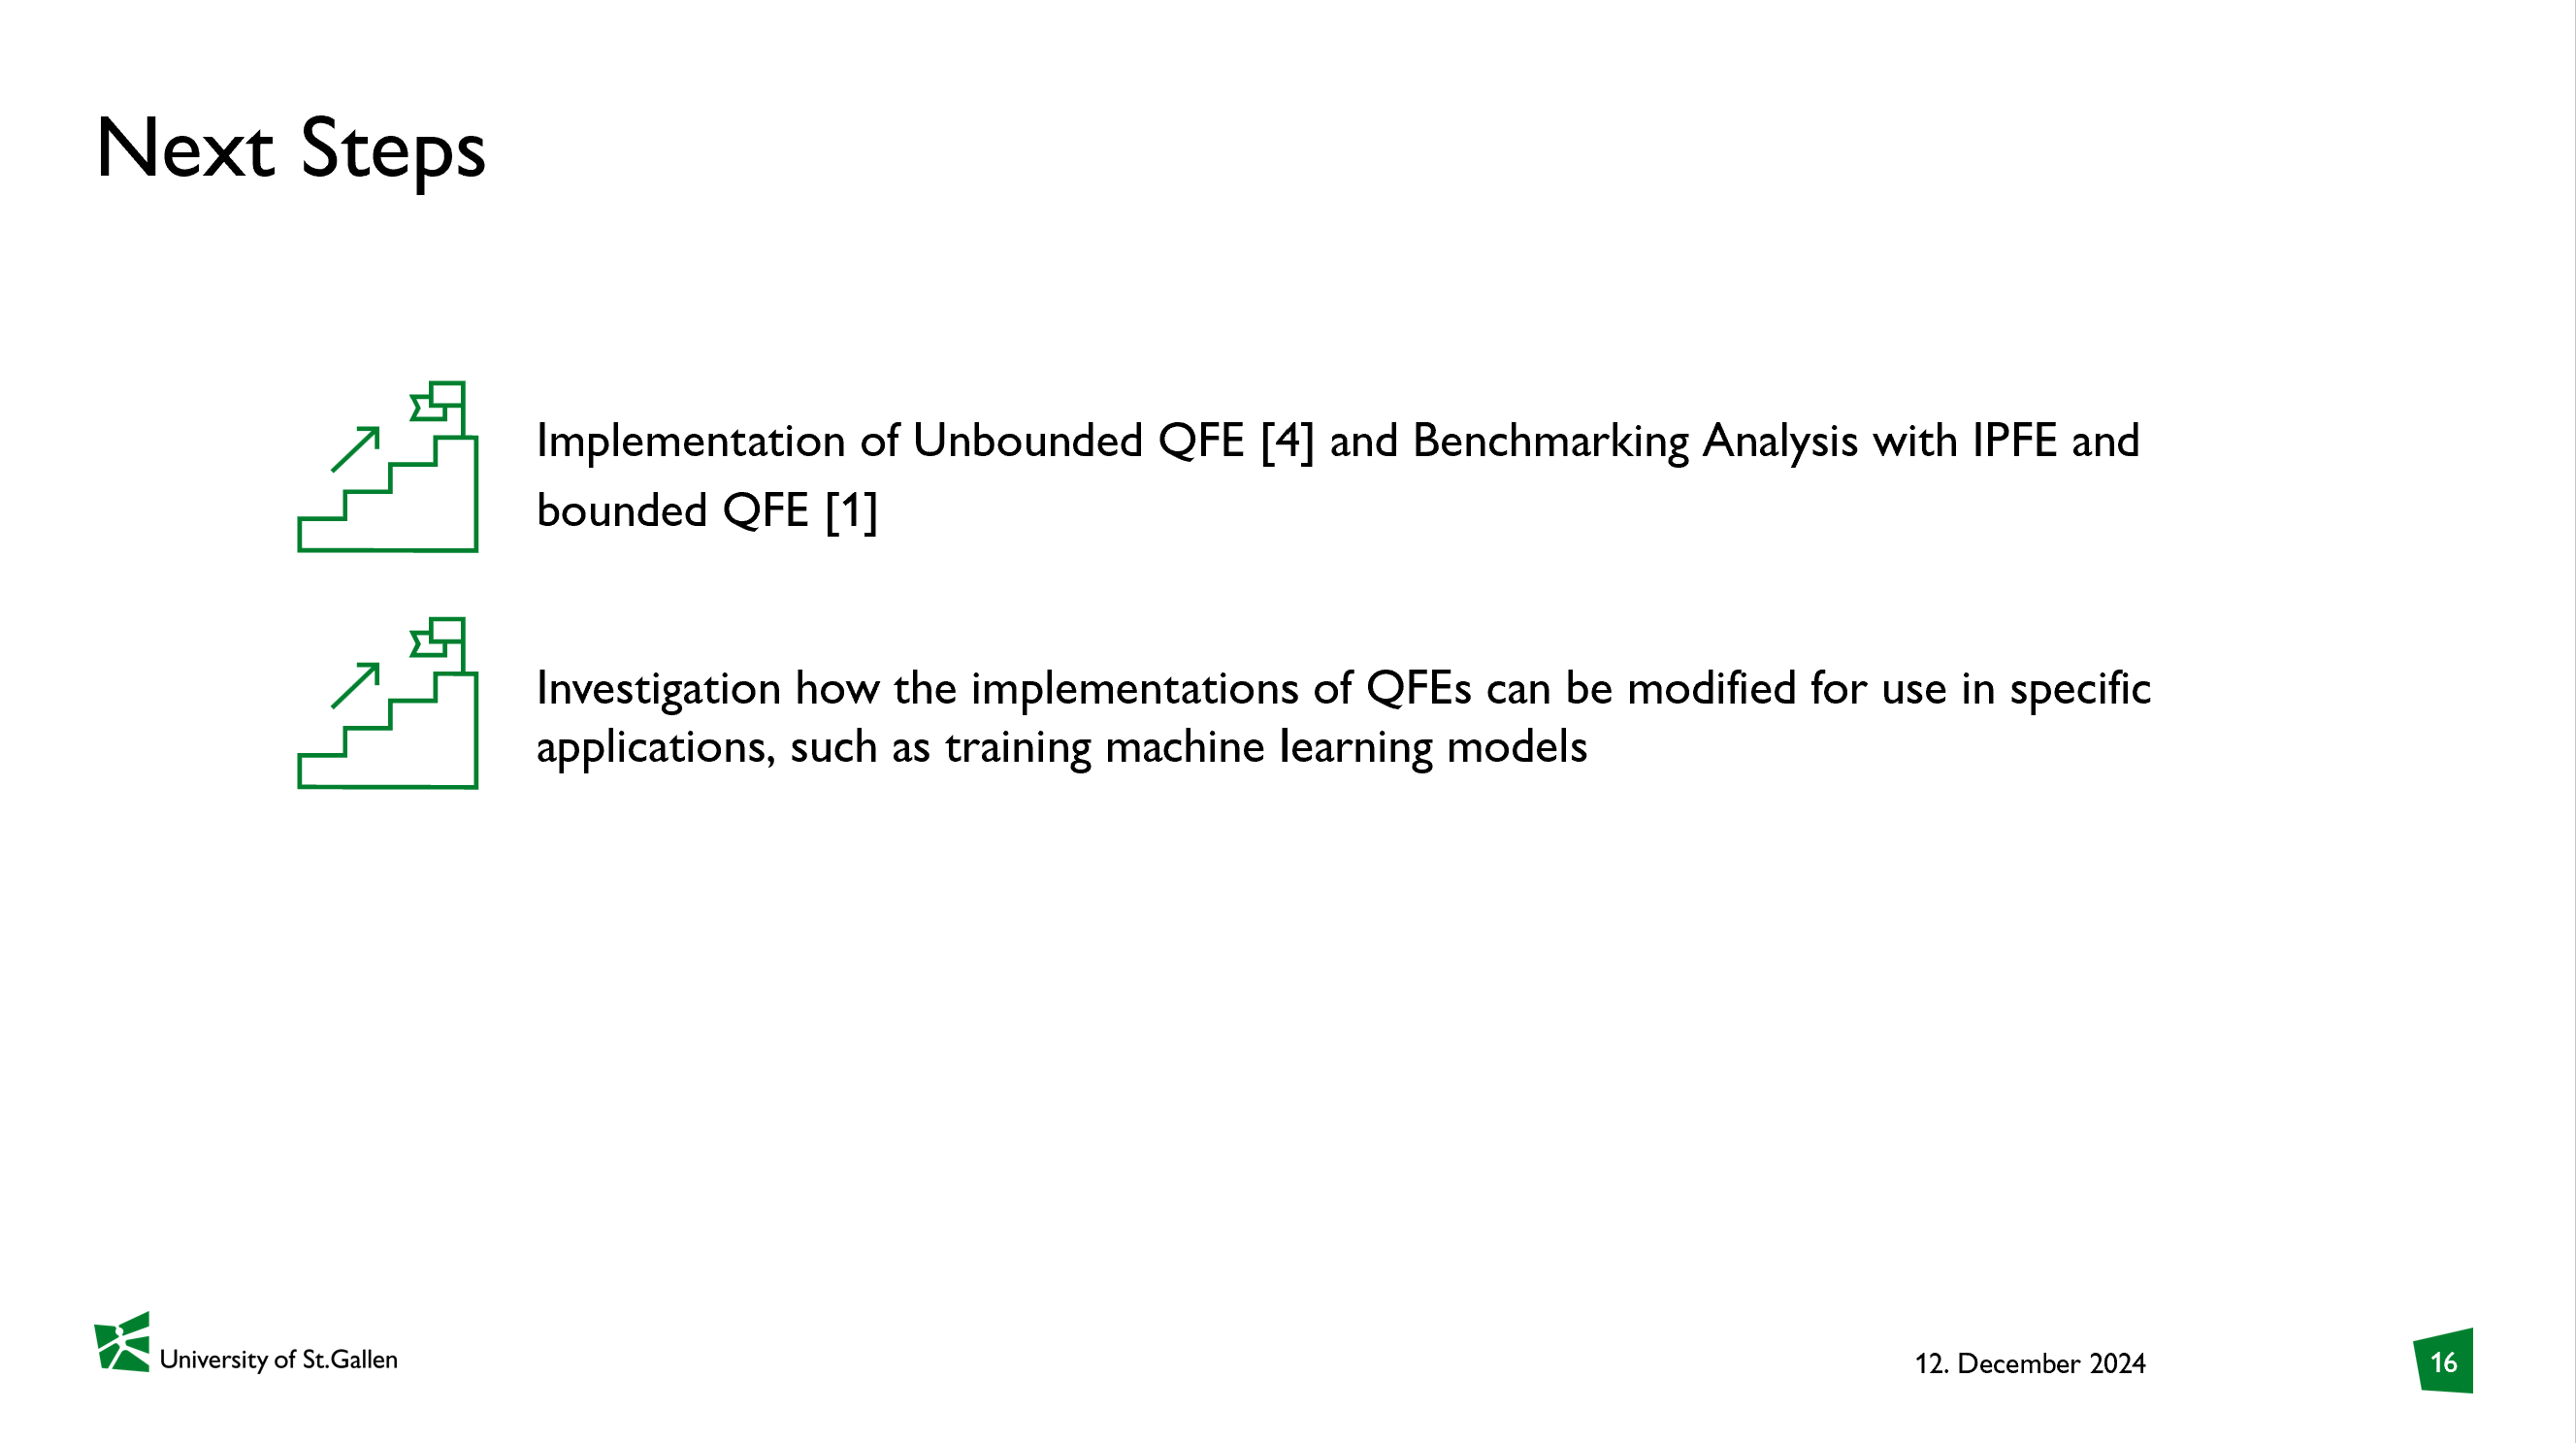 Next Steps
Implementation of Unbounded QFE [4] and Benchmarking Analysis with IPFE and
bounded QFE [1]
Investigation how the implementations of QFEs can be modified for use in specific
applications, such as training machine learning models
University of St.Gallen
12. December 2024
16